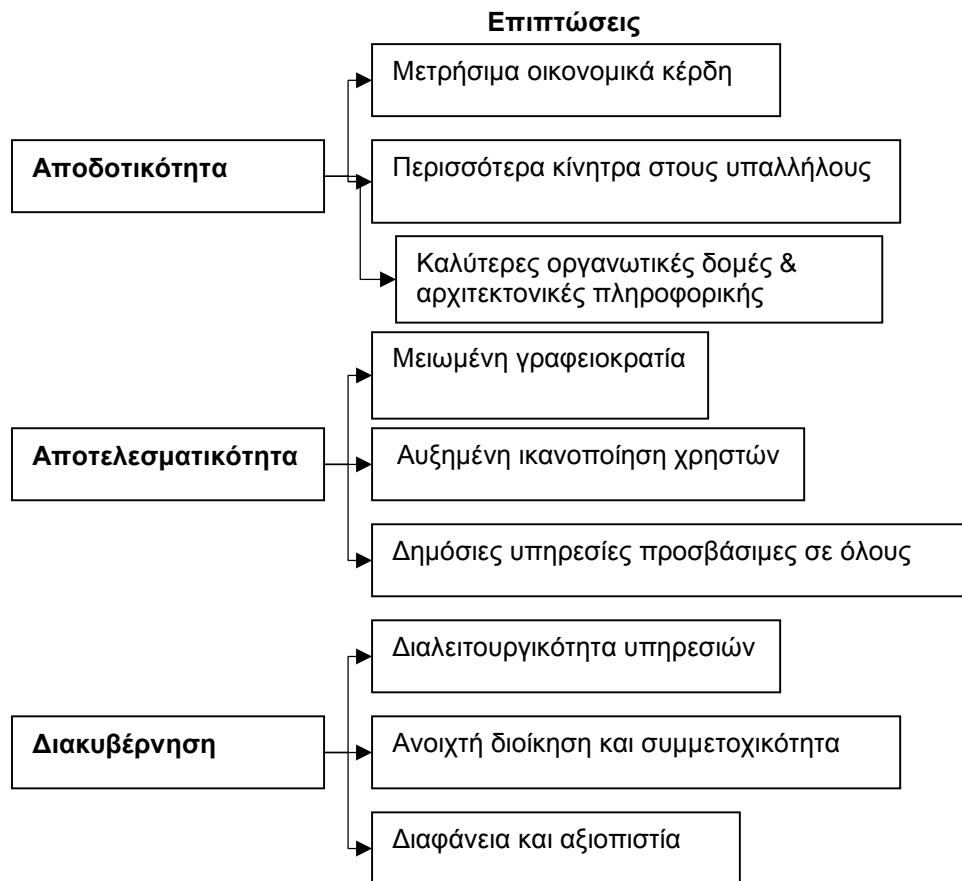 Επιπτώσεις
Μετρήσιμα οικονομικά κέρδη
Αποδοτικότητα
Περισσότερα κίνητρα στους υπαλλήλους
Καλύτερες οργανωτικές δομές &
αρχιτεκτονικές πληροφορικής
Μειωμένη γραφειοκρατία
Αποτελεσματικότητα
Αυξημένη ικανοποίηση χρηστών
Δημόσιες υπηρεσίες προσβάσιμες σε όλους
Διαλειτουργικότητα υπηρεσιών
Διακυβέρνηση
Ανοιχτή διοίκηση και συμμετοχικότητα
Διαφάνεια και αξιοπιστία